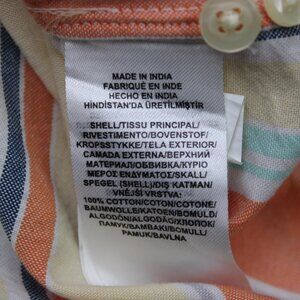 MADE IN INDIA
FABRIQUÉ EN INDE
HECHO EN INDIA
HİNDİSTAN'DA ÜRETİLMİŞTİR
SHELL/TISSU PRINCIPAL/
RIVESTIMENTO/BOVENSTOF/
KROPSSTYKKE/TELA EXTERIOR/
CAMADA EXTERNA/ВЕРХНИЙ
МАТЕРИАЛ/ОБВИВКА/КУРІТО
ΜΕΡΟΣ ΕΝΔΥΜΑΤΟΣ/SKALL/
SPEGEL (SHELL)/DIŞ KATMAN/
VNĚJŠÍ VRSTVA:
100% COTTON/COTON/COTONE/
BAUMWOLLE/KATOEN/BOMULD/
ALGODÓN/ALGODÃO/ХЛОПОК/
ПАМУК/ΒΑΜΒΑΚΙ/BOMULL/
PAMUK/BAVLNA